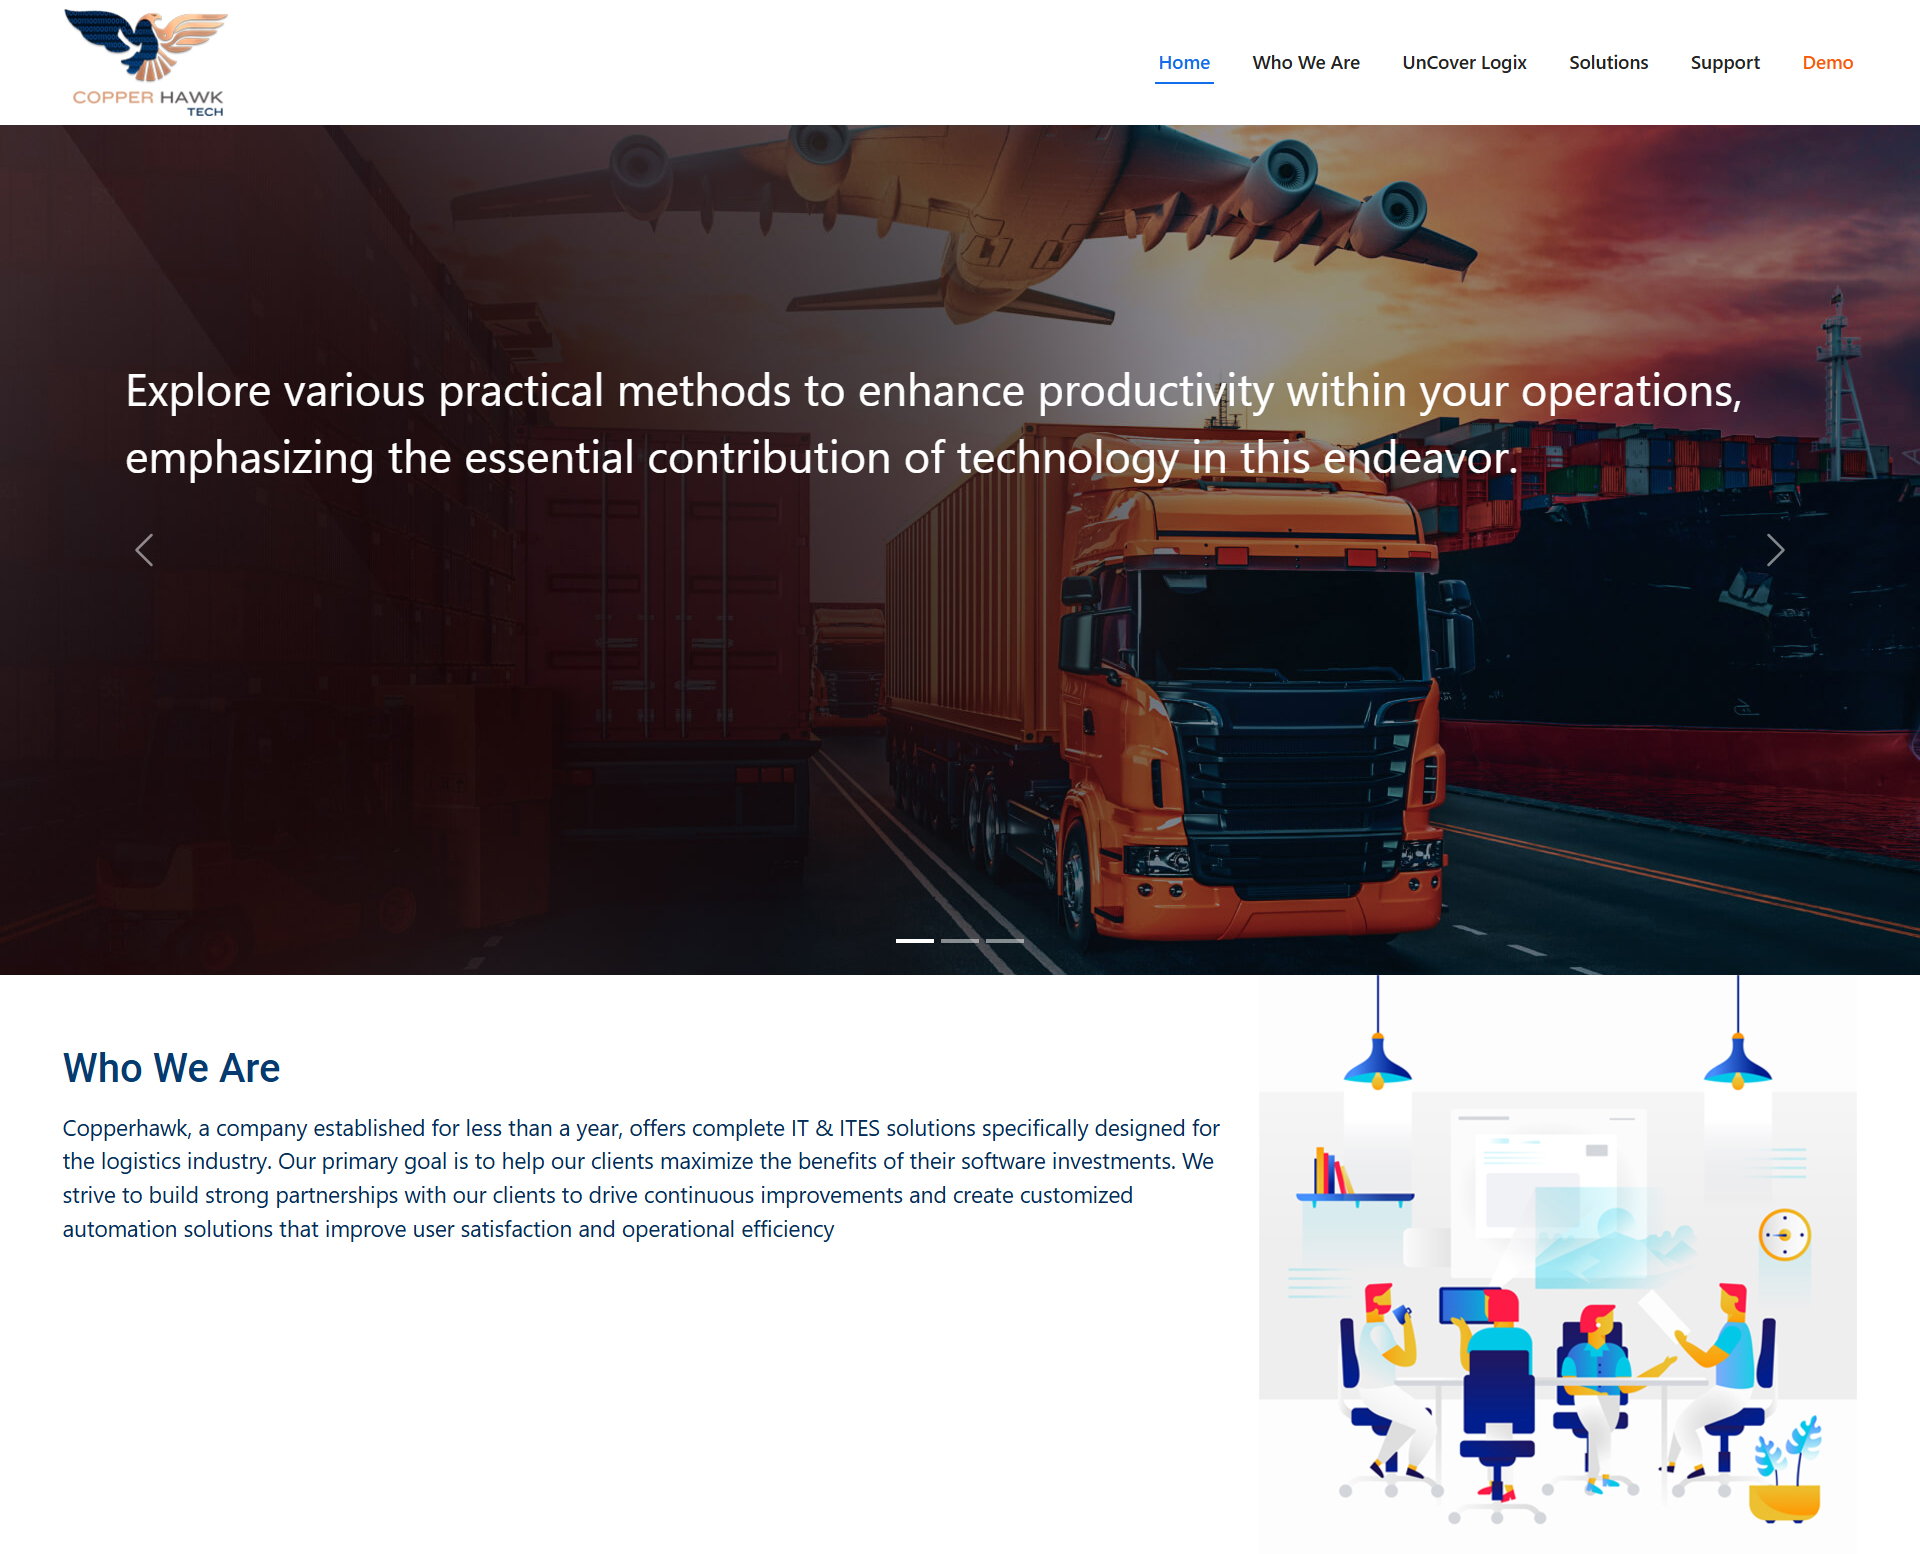 COPPER HAWK
TECH
Home
Who We Are
UnCover Logix
Solutions
Support
Demo
Explore various practical methods to enhance productivity within your operations,
emphasizing the essential contribution of technology in this endeavor.
Who We Are
Copperhawk, a company established for less than a year, offers complete IT & ITES solutions specifically designed for
the logistics industry. Our primary goal is to help our clients maximize the benefits of their software investments. We
strive to build strong partnerships with our clients to drive continuous improvements and create customized
automation solutions that improve user satisfaction and operational efficiency